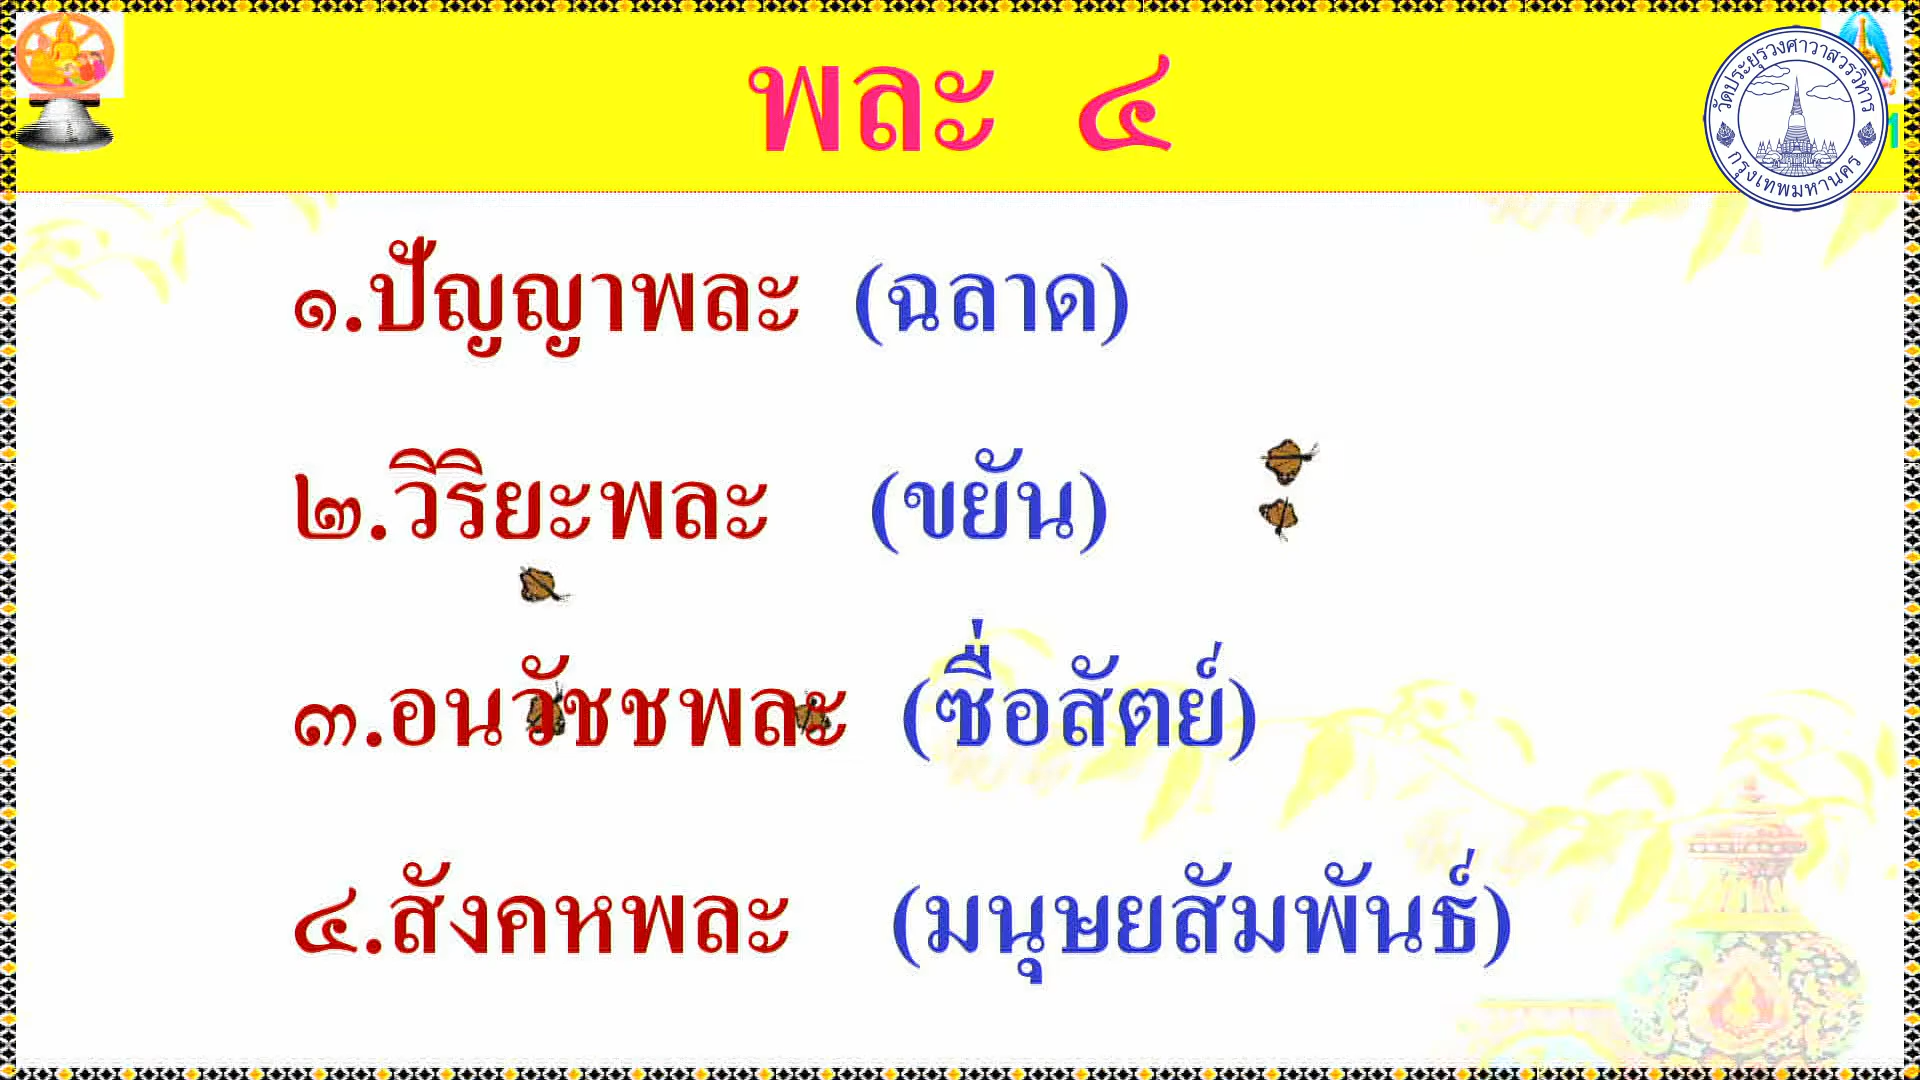 พละ ๔
วัดประยุรวงศาวาสวรวิหาร
กรุงเทพมหานคร
๑.ปัญญาพละ (ฉลาด)
๒.วิริยะพละ (ขยัน)
๓.อนวัชชพละ (ซื่อสัตย์)
๔.สังคหพละ (มนุษยสัมพันธ์)